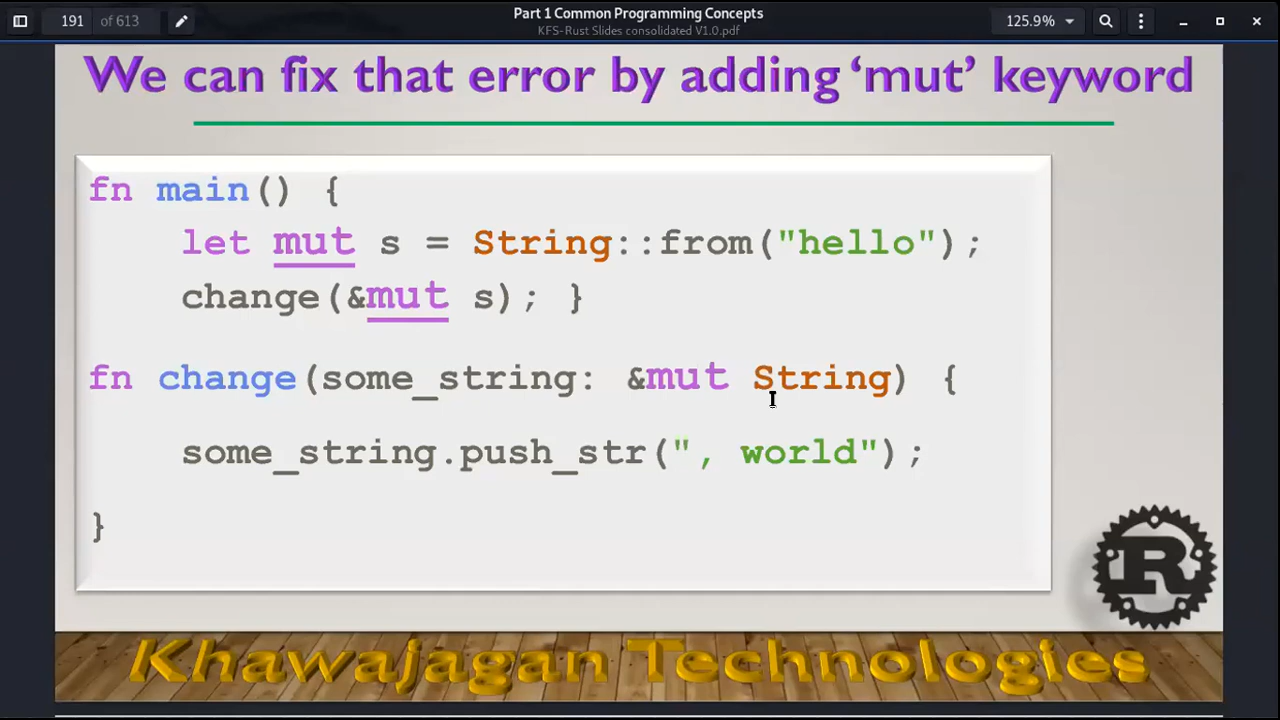 Part 1 Common Programming Concepts
191 of 613
KFS-Rust Slides consolidated V1.0.pdf
125.9%
We can fix that error by adding ‘mut’ keyword
fn main() {
let mut s = String::from("hello");
change(&mut s); }
fn change(some_string: &mut String) {
some_string.push_str(", world");
}
R
Khawajagan Technologies